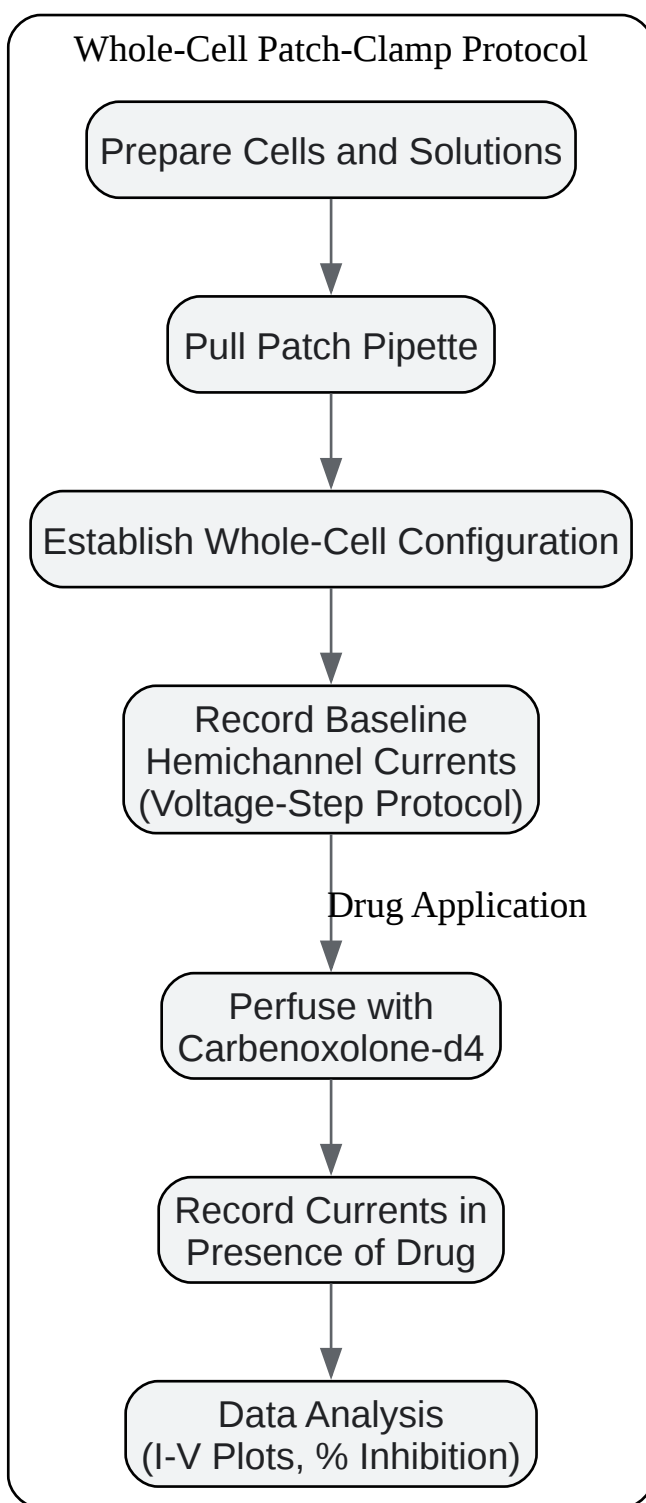 Whole-Cell Patch-Clamp Protocol
Prepare Cells and Solutions
Pull Patch Pipette
Establish Whole-Cell Configuration
Record Baseline
Hemichannel Currents
(Voltage-Step Protocol)
Drug Application
Perfuse with
Carbenoxolone-d4
Record Currents in
Presence of Drug
Data Analysis
(I-V Plots, % Inhibition)